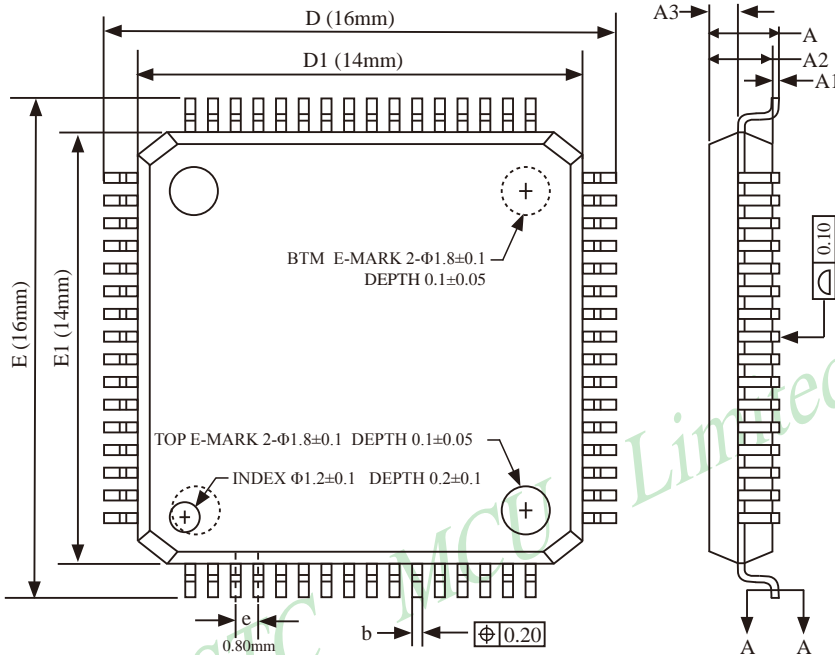 D (16mm)
D1 (14mm)
A3
A
A2
A1
E (16mm)
E1 (14mm)
BTM E-MARK 2-Φ1.8±0.1
DEPTH 0.1±0.05
0.10
TOP E-MARK 2-Φ1.8±0.1 DEPTH 0.1±0.05
INDEX Φ1.2±0.1 DEPTH 0.2±0.1
e
0.80mm
b
⌖ 0.20
A A
STC MCU Limited